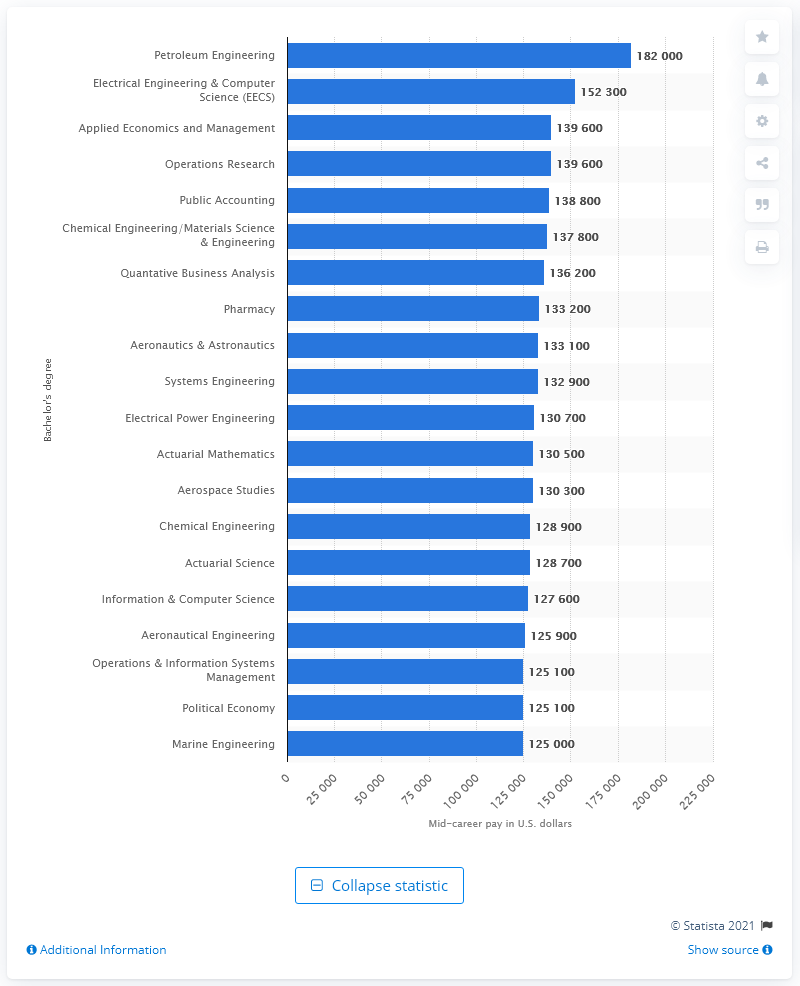 Petroleum Engineering 182 000
Electrical Engineering & Computer
Science (EECS) 152 300
Applied Economics and Management 139 600
Operations Research 139 600
Public Accounting 138 800
Chemical Engineering/Materials Science
& Engineering 137 800
Quantative Business Analysis 136 200
Pharmacy 133 200
Aeronautics & Astronautics 133 100
Systems Engineering 132 900
Electrical Power Engineering 130 700
Actuarial Mathematics 130 500
Aerospace Studies 130 300
Chemical Engineering 128 900
Actuarial Science 128 700
Information & Computer Science 127 600
Aeronautical Engineering 125 900
Operations & Information Systems
Management 125 100
Political Economy 125 100
Marine Engineering 125 000
Bachelor's degree
0 25 000 50 000 75 000 100 000 125 000 150 000 175 000 200 000 225 000
Mid-career pay in U.S. dollars
Collapse statistic
© Statista 2021
Additional Information Show source